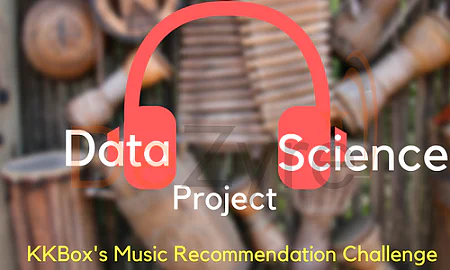 Data Science
Project
KKBox's Music Recommendation Challenge